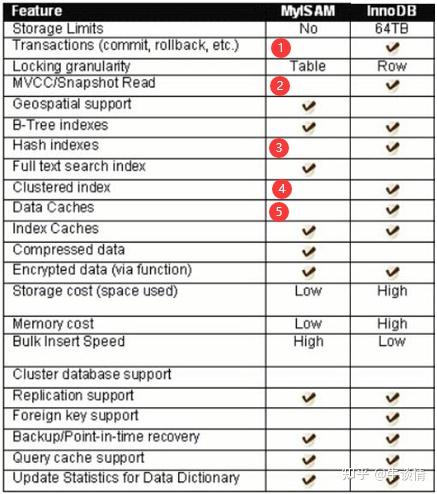 Feature MyISAM InnoDB
Storage Limits No 64TB
Transactions (commit, rollback, etc.) 1 ✔
Locking granularity Table Row
MVCC/Snapshot Read 2 ✔
Geospatial support ✔
B-Tree indexes ✔ ✔
Hash indexes 3 ✔
Full text search index ✔
Clustered index 4 ✔
Data Caches 5 ✔
Index Caches ✔ ✔
Compressed data ✔
Encrypted data (via function) ✔ ✔
Storage cost (space used) Low High
Memory cost Low High
Bulk Insert Speed High Low
Cluster database support
Replication support ✔ ✔
Foreign key support ✔
Backup/Point-in-time recovery ✔ ✔
Query cache support ✔ ✔
Update Statistics for Data Dictionary ✔ ✔